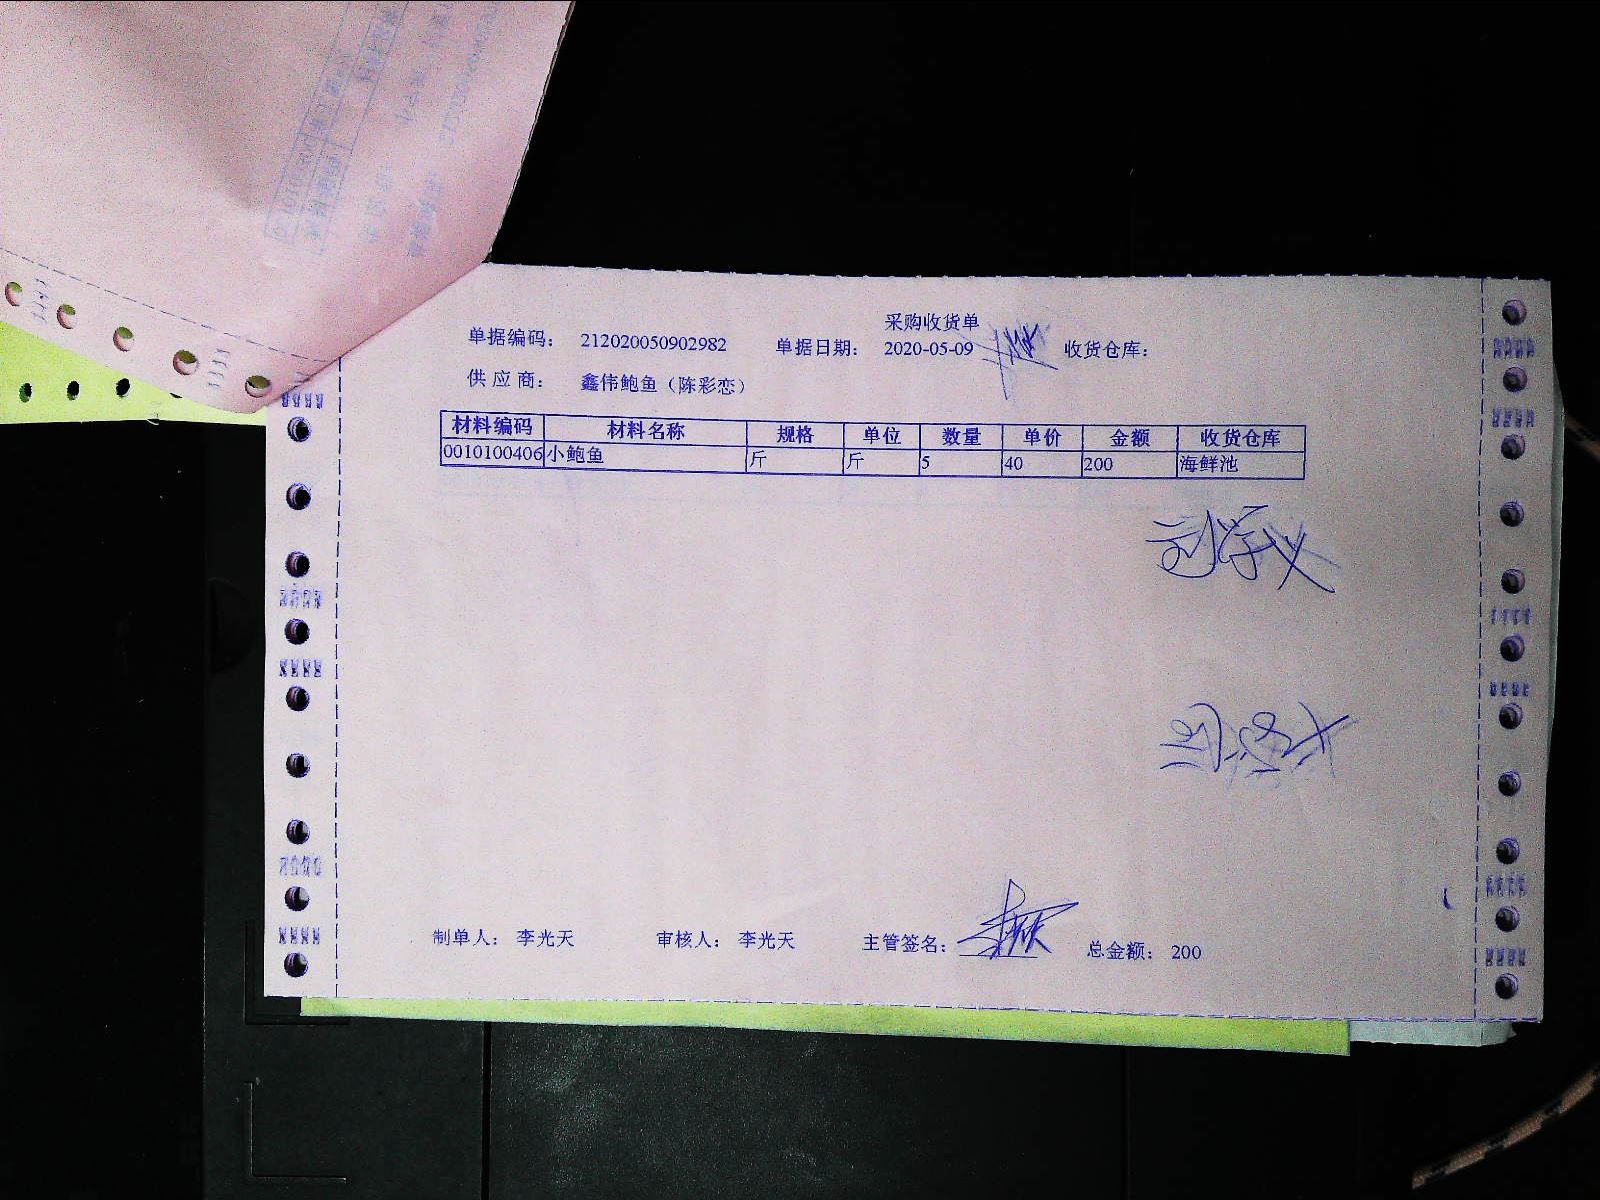 采购收货单
单据编码： 212020050902982 单据日期： 2020-05-09 收货仓库：
供 应 商： 鑫伟鲍鱼（陈彩恋）
材料编码 材料名称 规格 单位 数量 单价 金额 收货仓库
0010100406 小鲍鱼 斤 斤 5 40 200 海鲜池
制单人： 李光天 审核人： 李光天 主管签名： 总金额： 200